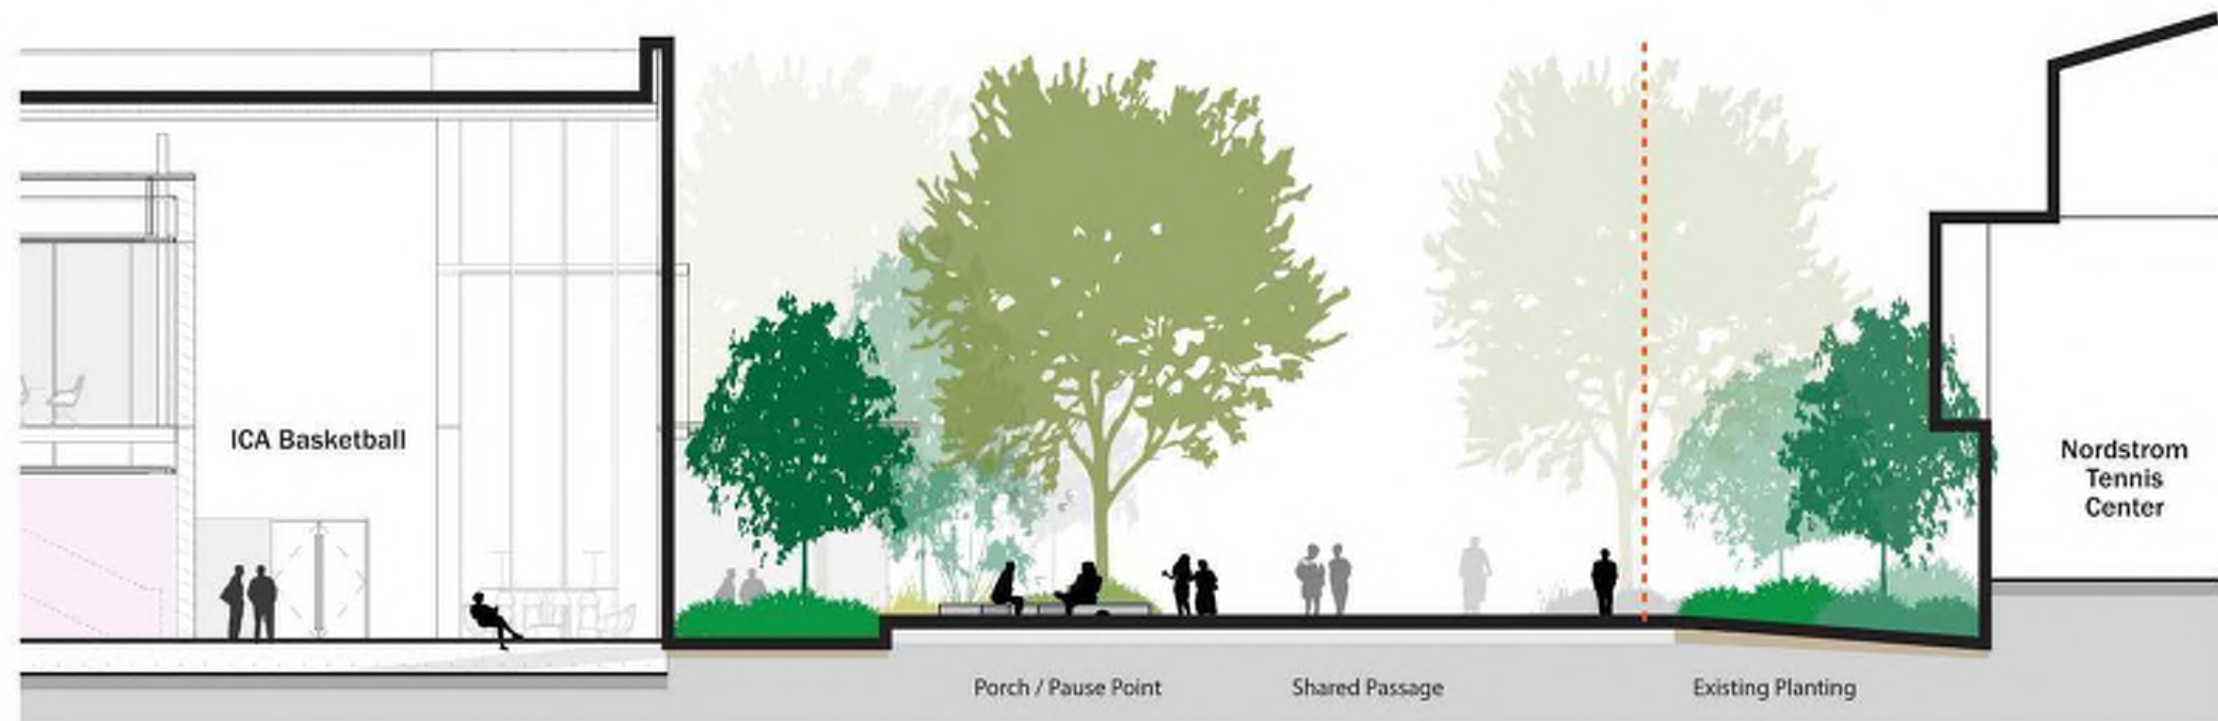 ICA Basketball
Nordstrom
Tennis
Center
Porch / Pause Point
Shared Passage
Existing Planting